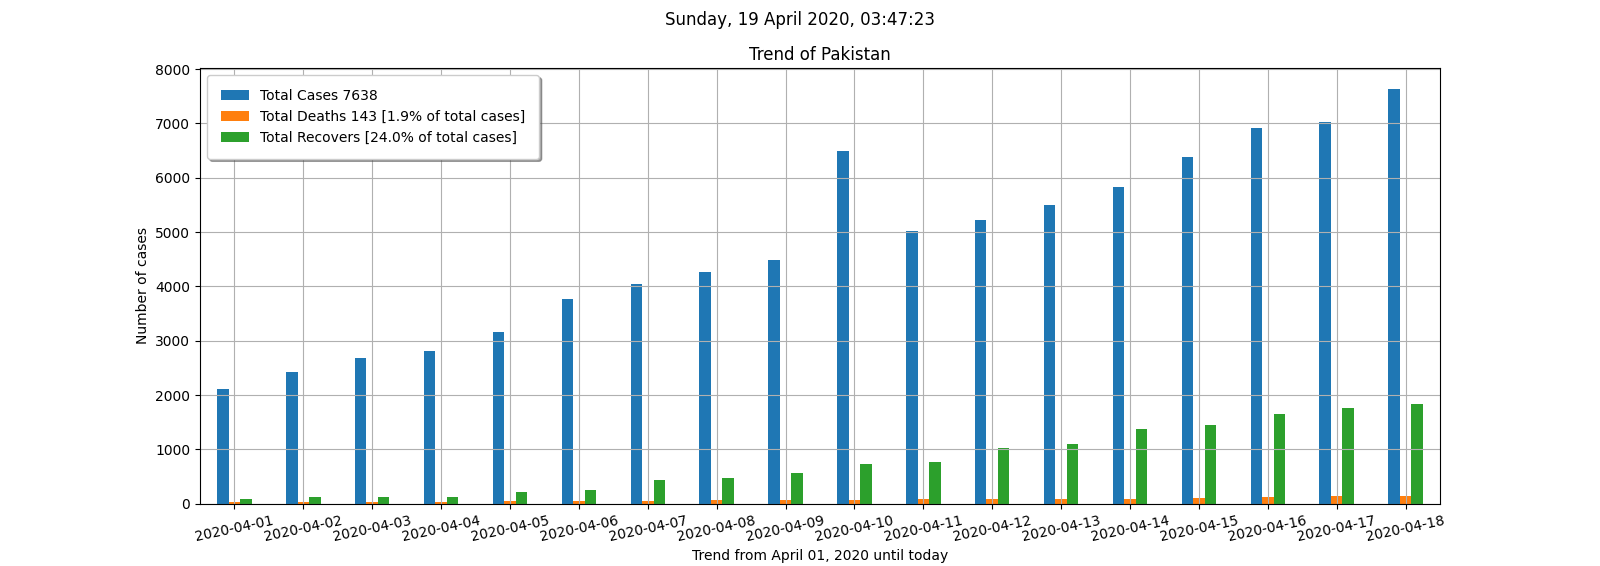 Sunday, 19 April 2020, 03:47:23
Trend of Pakistan
Total Cases 7638
Total Deaths 143 [1.9% of total cases]
Total Recovers [24.0% of total cases]
Number of cases
8000
7000
6000
5000
4000
3000
2000
1000
0
2020-04-01 2020-04-02 2020-04-03 2020-04-04 2020-04-05 2020-04-06 2020-04-07 2020-04-08 2020-04-09 2020-04-10 2020-04-11 2020-04-12 2020-04-13 2020-04-14 2020-04-15 2020-04-16 2020-04-17 2020-04-18
Trend from April 01, 2020 until today